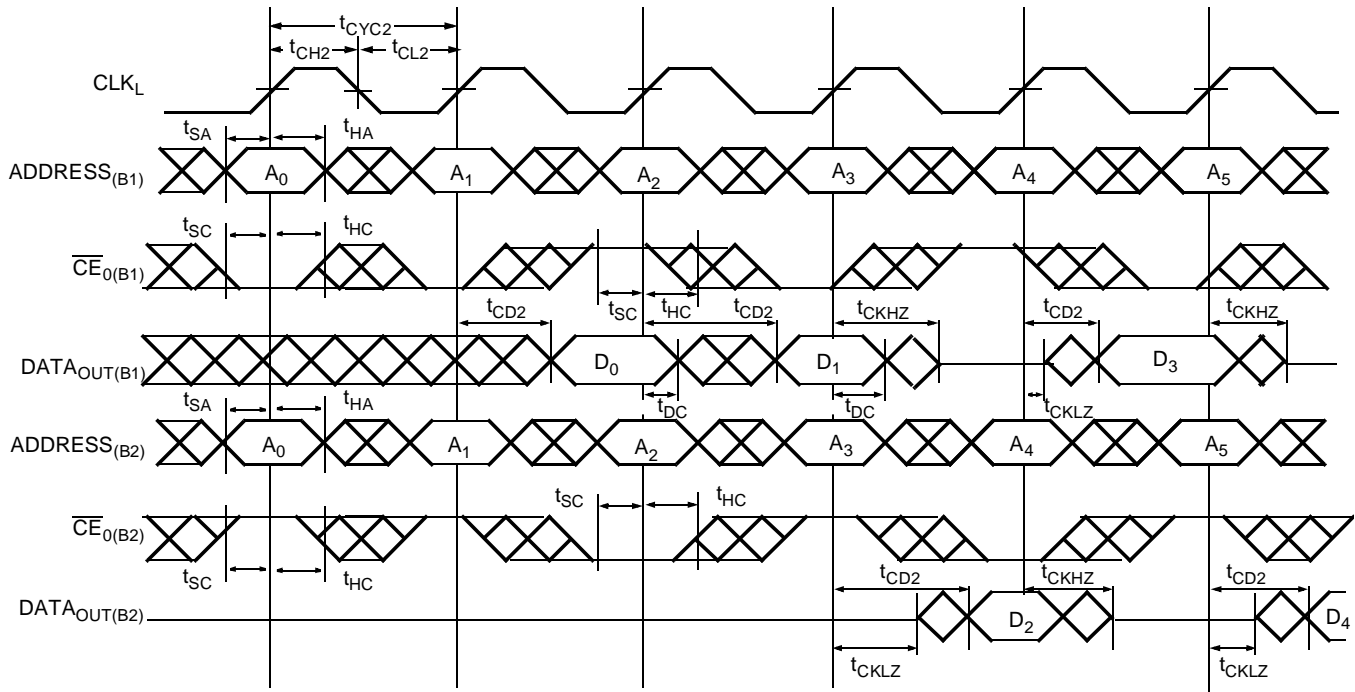 tCYC2
tCH2 tCL2
CLKL
tSA tHA
ADDRESS(B1) A0 A1 A2 A3 A4 A5
tSC tHC
CE0(B1)
tSC tHC
tCD2 tCD2 tCKHZ tCD2 tCKHZ
DATAOUT(B1) D0 D1 D3
tDC tDC tCKLZ
tSA tHA
ADDRESS(B2) A0 A1 A2 A3 A4 A5
tSC tHC
CE0(B2)
tSC tHC
tCD2 tCKHZ tCD2
DATAOUT(B2) D2 D4
tCKLZ tCKLZ